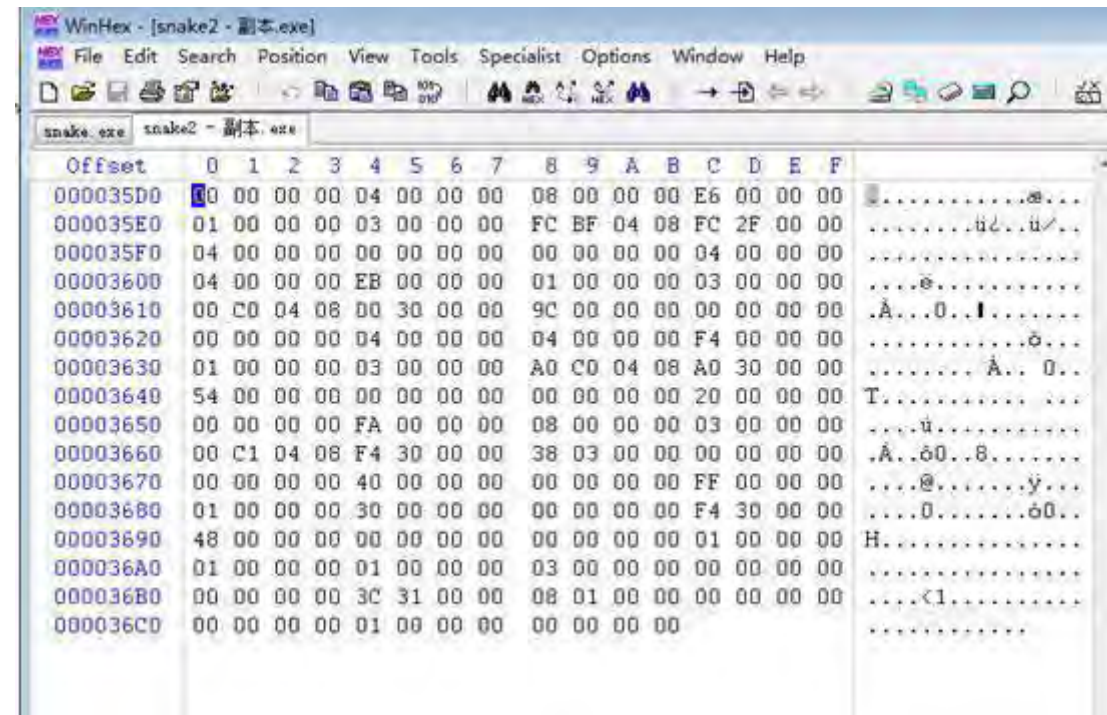 WinHex - [snake2 - 副本.exe]
File Edit Search Position View Tools Specialist Options Window Help
snake.exe snake2 - 副本.exe
Offset 0 1 2 3 4 5 6 7 8 9 A B C D E F
000035D0 00 00 00 00 04 00 00 00 08 00 00 00 E6 00 00 00 ............æ...
000035E0 01 00 00 00 03 00 00 00 FC BF 04 08 FC 2F 00 00 ........ü¿..ü/..
000035F0 04 00 00 00 00 00 00 00 00 00 00 00 04 00 00 00 ................
00003600 04 00 00 00 EB 00 00 00 01 00 00 00 03 00 00 00 ....ë...........
00003610 00 C0 04 08 00 30 00 00 9C 00 00 00 00 00 00 00 .À...0.. .......
00003620 00 00 00 00 04 00 00 00 04 00 00 00 F4 00 00 00 ............ô...
00003630 01 00 00 00 03 00 00 00 A0 C0 04 08 A0 30 00 00 ........ À.. 0..
00003640 54 00 00 00 00 00 00 00 00 00 00 00 20 00 00 00 T........... ...
00003650 00 00 00 00 FA 00 00 00 08 00 00 00 03 00 00 00 ....ú...........
00003660 00 C1 04 08 F4 30 00 00 38 03 00 00 00 00 00 00 .Á..ô0..8.......
00003670 00 00 00 00 40 00 00 00 00 00 00 00 FF 00 00 00 ....@.......ÿ...
00003680 01 00 00 00 30 00 00 00 00 00 00 00 F4 30 00 00 ....0.......ô0..
00003690 48 00 00 00 00 00 00 00 00 00 00 00 01 00 00 00 H...............
000036A0 01 00 00 00 01 00 00 00 03 00 00 00 00 00 00 00 ................
000036B0 00 00 00 00 3C 31 00 00 08 01 00 00 00 00 00 00 ....<1..........
000036C0 00 00 00 00 01 00 00 00 00 00 00 00 ............